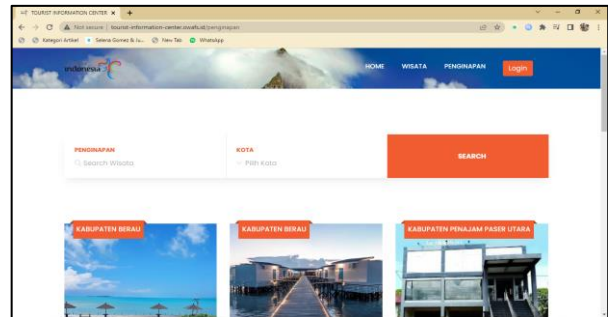 TOURIST INFORMATION CENTER
Not secure | tourist-information-center.swafu.id/penginapan
Kategori Artikel
Selena Gomez & Ju...
New Tab
WhatsApp
indonesia
HOME
WISATA
PENGINAPAN
Login
PENGINAPAN
Search Wisata
KOTA
Pilih Kota
SEARCH
KABUPATEN BERAU
KABUPATEN BERAU
KABUPATEN PENAJAM PASER UTARA